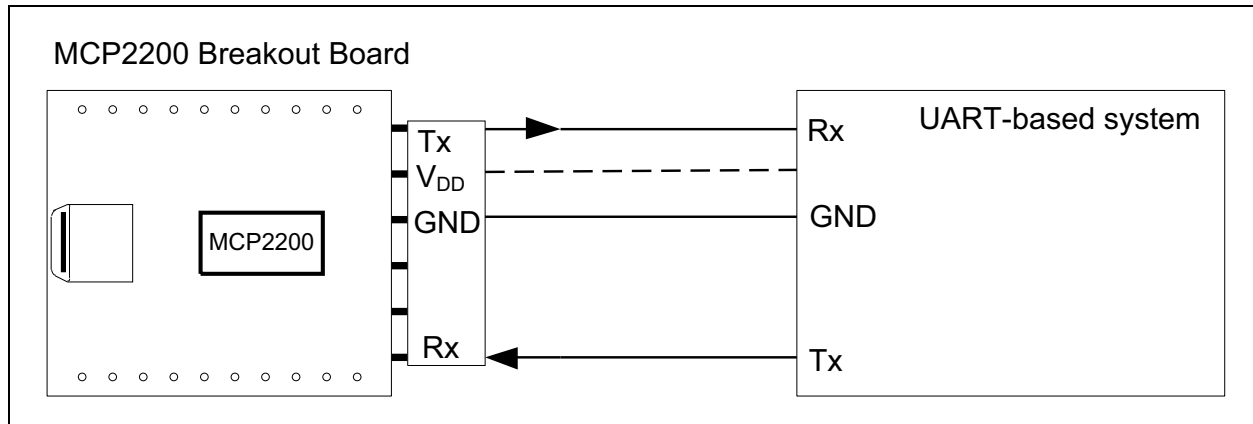 MCP2200 Breakout Board
MCP2200
Tx
VDD
GND
Rx
UART-based system
Rx
GND
Tx